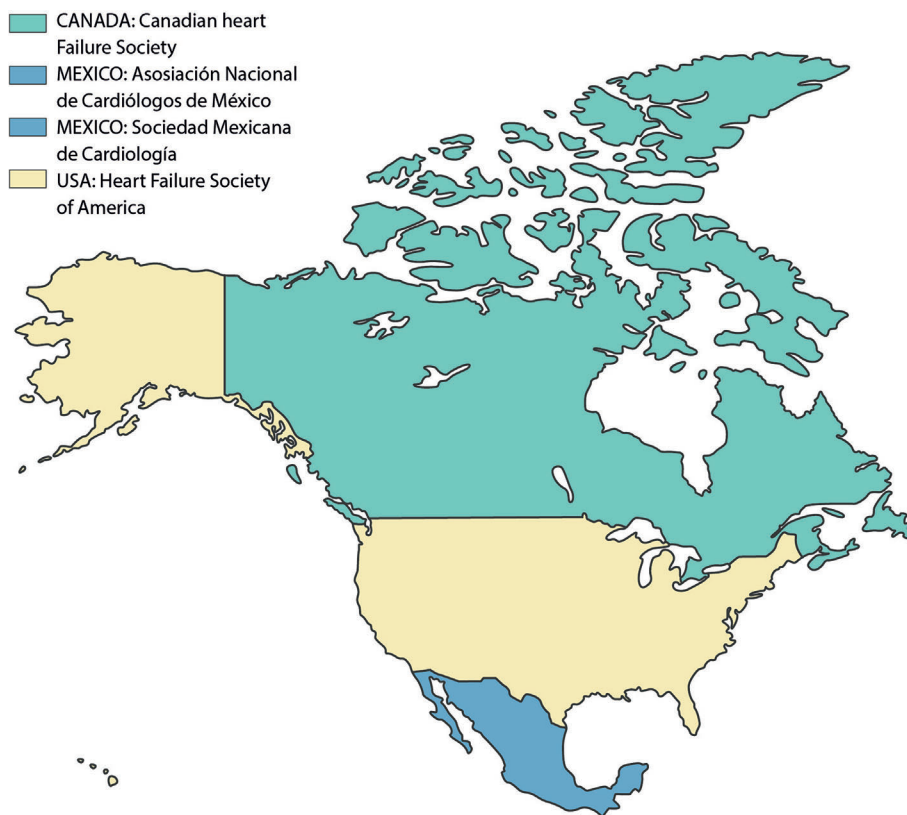 CANADA: Canadian heart
Failure Society
MEXICO: Asosiación Nacional
de Cardiólogos de México
MEXICO: Sociedad Mexicana
de Cardiología
USA: Heart Failure Society
of America